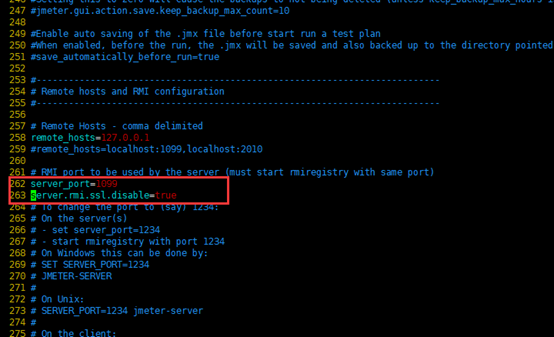 246 #Setting this to zero will cause the backups to not being deleted (unless keep_backup_max_hours i
247 #jmeter.gui.action.save.keep_backup_max_count=10
248
249 #Enable auto saving of the .jmx file before start run a test plan
250 #When enabled, before the run, the .jmx will be saved and also backed up to the directory pointed
251 #save_automatically_before_run=true
252
253 #---------------------------------------------------------------------------
254 # Remote hosts and RMI configuration
255 #---------------------------------------------------------------------------
256
257 # Remote Hosts - comma delimited
258 remote_hosts=127.0.0.1
259 #remote_hosts=localhost:1099,localhost:2010
260
261 # RMI port to be used by the server (must start rmiregistry with same port)
262 server_port=1099
263 server.rmi.ssl.disable=true
264 # To change the port to (say) 1234:
265 # On the server(s)
266 # - set server_port=1234
267 # - start rmiregistry with port 1234
268 # On Windows this can be done by:
269 # SET SERVER_PORT=1234
270 # JMETER-SERVER
271 #
272 # On Unix:
273 # SERVER_PORT=1234 jmeter-server
274 #
275 # On the client: